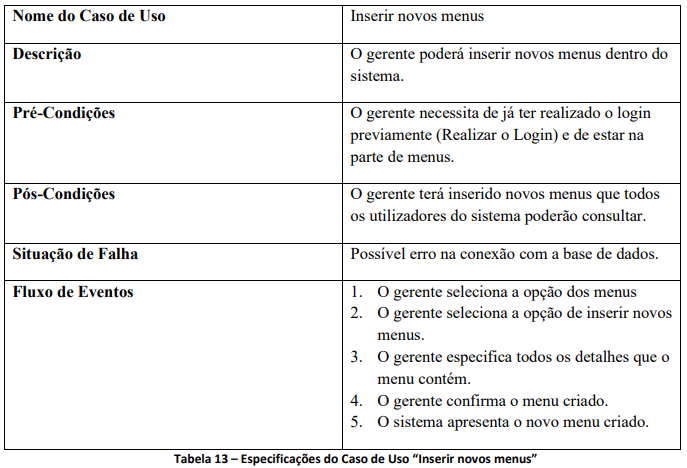 Nome do Caso de Uso
Inserir novos menus
Descrição
O gerente poderá inserir novos menus dentro do
sistema.
Pré-Condições
O gerente necessita de já ter realizado o login
previamente (Realizar o Login) e de estar na
parte de menus.
Pós-Condições
O gerente terá inserido novos menus que todos
os utilizadores do sistema poderão consultar.
Situação de Falha
Possível erro na conexão com a base de dados.
Fluxo de Eventos
1. O gerente seleciona a opção dos menus
2. O gerente seleciona a opção de inserir novos
menus.
3. O gerente especifica todos os detalhes que o
menu contém.
4. O gerente confirma o menu criado.
5. O sistema apresenta o novo menu criado.
Tabela 13 – Especificações do Caso de Uso “Inserir novos menus”